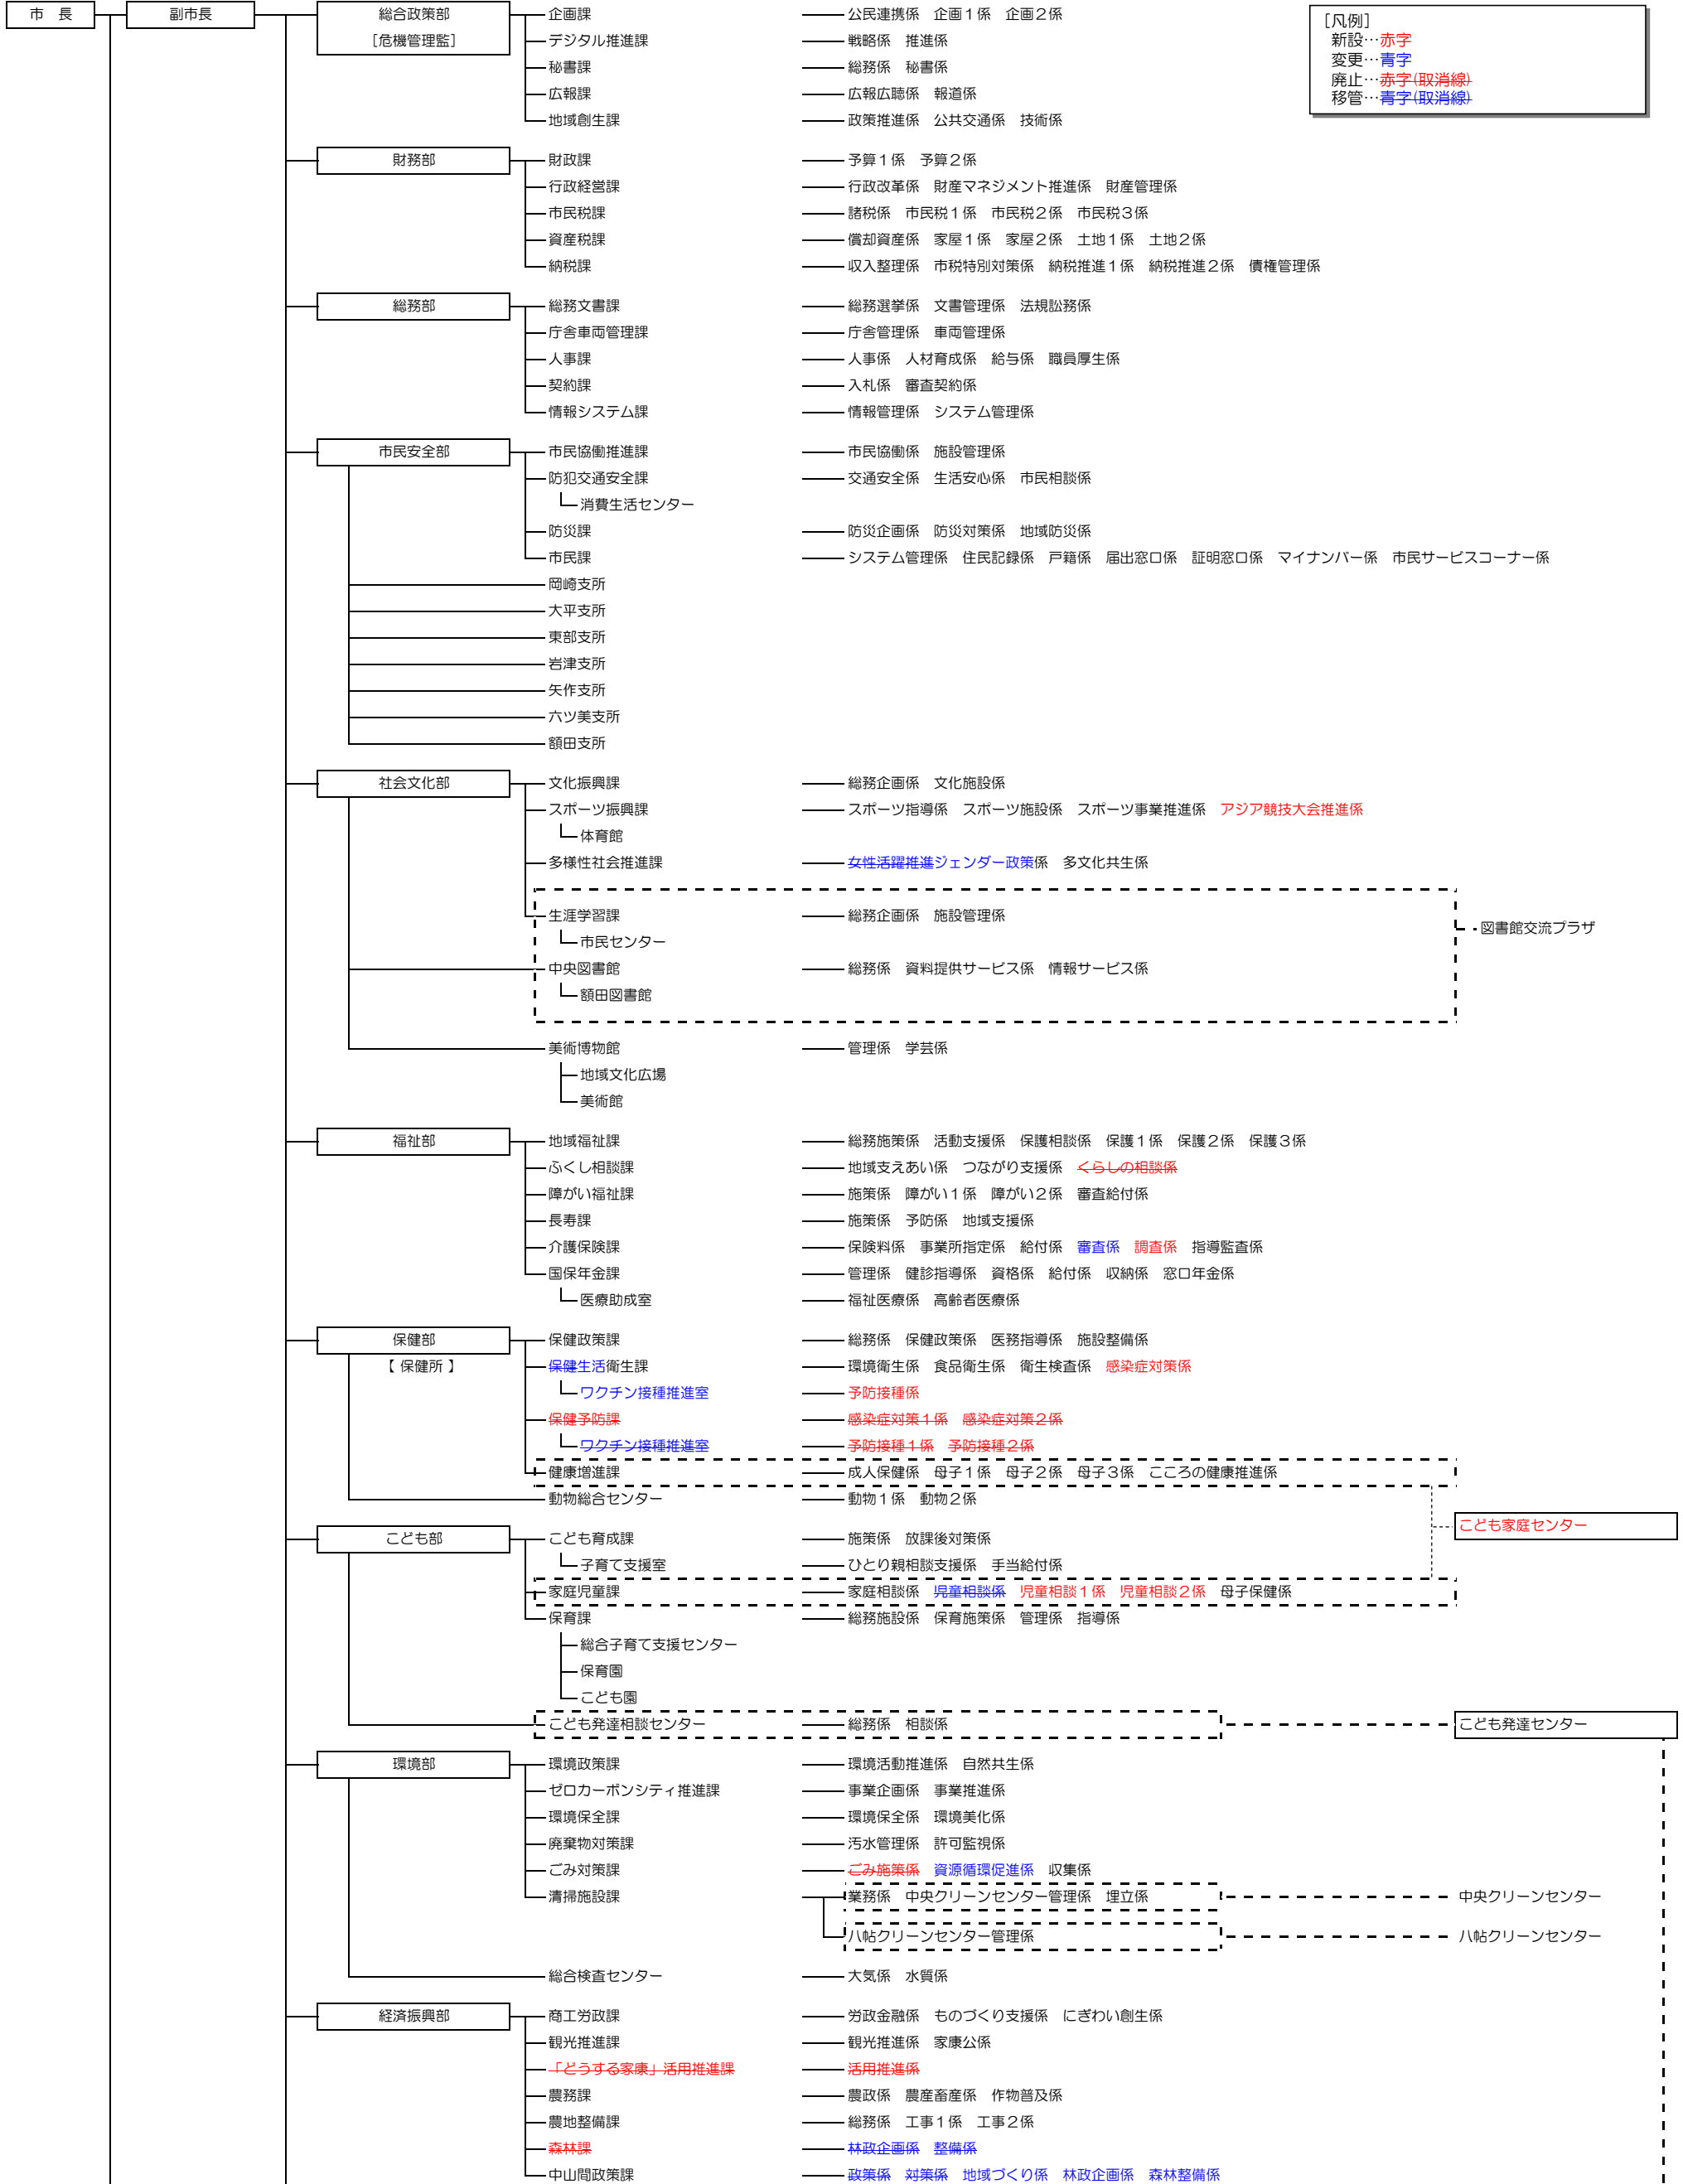 市　長　副市長　総合政策部　企画課　公民連携係　企画１係　企画２係
［危機管理監］　デジタル推進課　戦略係　推進係
秘書課　総務係　秘書係
広報課　広報広聴係　報道係
地域創生課　政策推進係　公共交通係　技術係
［凡例］
新設…赤字
変更…青字
廃止…赤字(取消線)
移管…青字(取消線)
財務部　財政課　予算１係　予算２係
行政経営課　行政改革係　財産マネジメント推進係　財産管理係
市民税課　諸税係　市民税１係　市民税２係　市民税３係
資産税課　償却資産係　家屋１係　家屋２係　土地１係　土地２係
納税課　収入整理係　市税特別対策係　納税推進１係　納税推進２係　債権管理係
総務部　総務文書課　総務選挙係　文書管理係　法規訟務係
庁舎車両管理課　庁舎管理係　車両管理係
人事課　人事係　人材育成係　給与係　職員厚生係
契約課　入札係　審査契約係
情報システム課　情報管理係　システム管理係
市民安全部　市民協働推進課　市民協働係　施設管理係
防犯交通安全課　交通安全係　生活安心係　市民相談係
消費生活センター
防災課　防災企画係　防災対策係　地域防災係
市民課　システム管理係　住民記録係　戸籍係　届出窓口係　証明窓口係　マイナンバー係　市民サービスコーナー係
岡崎支所
大平支所
東部支所
岩津支所
矢作支所
六ツ美支所
額田支所
社会文化部　文化振興課　総務企画係　文化施設係
スポーツ振興課　スポーツ指導係　スポーツ施設係　スポーツ事業推進係　アジア競技大会推進係
体育館
多様性社会推進課　女性活躍推進ジェンダー政策係　多文化共生係
生涯学習課　総務企画係　施設管理係
図書館交流プラザ
市民センター
中央図書館　総務係　資料提供サービス係　情報サービス係
額田図書館
美術博物館　管理係　学芸係
地域文化広場
美術館
福祉部　地域福祉課　総務施策係　活動支援係　保護相談係　保護１係　保護２係　保護３係
ふくし相談課　地域支えあい係　つながり支援係　くらしの相談係
障がい福祉課　施策係　障がい１係　障がい２係　審査給付係
長寿課　施策係　予防係　地域支援係
介護保険課　保険料係　事業所指定係　給付係　審査係　調査係　指導監査係
国保年金課　管理係　健診指導係　資格係　給付係　収納係　窓口年金係
医療助成室　福祉医療係　高齢者医療係
保健部　保健政策課　総務係　保健政策係　医務指導係　施設整備係
【 保健所 】　保健生活衛生課　環境衛生係　食品衛生係　衛生検査係　感染症対策係
ワクチン接種推進室　予防接種係
保健予防課　感染症対策１係　感染症対策２係
ワクチン接種推進室　予防接種１係　予防接種２係
健康増進課　成人保健係　母子１係　母子２係　母子３係　こころの健康推進係
動物総合センター　動物１係　動物２係
こども家庭センター
こども部　こども育成課　施策係　放課後対策係
子育て支援室　ひとり親相談支援係　手当給付係
家庭児童課　家庭相談係　児童相談係　児童相談１係　児童相談２係　母子保健係
保育課　総務施設係　保育施策係　管理係　指導係
総合子育て支援センター
保育園
こども園
こども発達相談センター　総務係　相談係　こども発達センター
環境部　環境政策課　環境活動推進係　自然共生係
ゼロカーボンシティ推進課　事業企画係　事業推進係
環境保全課　環境保全係　環境美化係
廃棄物対策課　汚水管理係　許可監視係
ごみ対策課　ごみ施策係　資源循環促進係　収集係
清掃施設課　業務係　中央クリーンセンター管理係　埋立係　中央クリーンセンター
八帖クリーンセンター管理係　八帖クリーンセンター
総合検査センター　大気係　水質係
経済振興部　商工労政課　労政金融係　ものづくり支援係　にぎわい創生係
観光推進課　観光推進係　家康公係
「どうする家康」活用推進課　活用推進係
農務課　農政係　農産畜産係　作物普及係
農地整備課　総務係　工事１係　工事２係
森林課　林政企画係　整備係
中山間政策課　政策係　対策係　地域づくり係　林政企画係　森林整備係